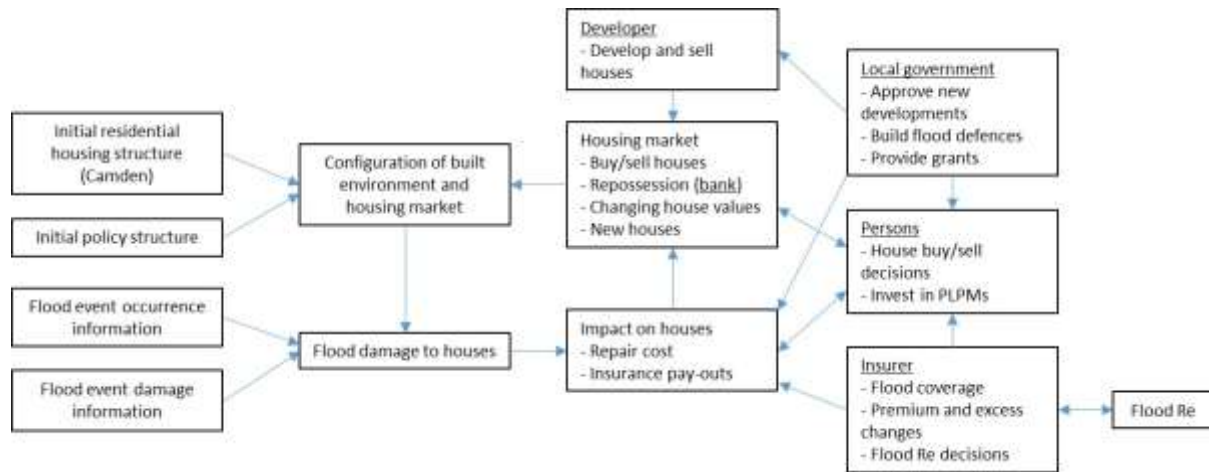 Developer
- Develop and sell
houses
Local government
- Approve new
developments
- Build flood defences
- Provide grants
Initial residential
housing structure
(Camden)
Configuration of built
environment and
housing market
Housing market
- Buy/sell houses
- Repossession (bank)
- Changing house values
- New houses
Initial policy structure
Persons
- House buy/sell
decisions
- Invest in PLPMs
Flood event occurrence
information
Flood damage to houses
Impact on houses
- Repair cost
- Insurance pay-outs
Flood event damage
information
Insurer
- Flood coverage
- Premium and excess
changes
- Flood Re decisions
Flood Re